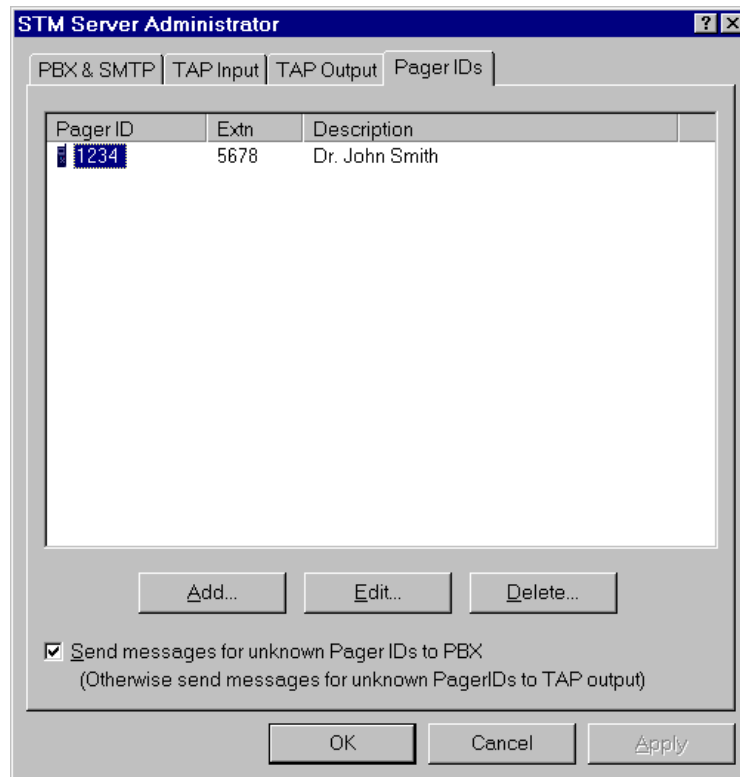 STM Server Administrator
PBX & SMTP TAP Input TAP Output Pager IDs
Pager ID Extn Description
1234 5678 Dr. John Smith
Add... Edit... Delete...
Send messages for unknown Pager IDs to PBX
(Otherwise send messages for unknown PagerIDs to TAP output)
OK Cancel Apply